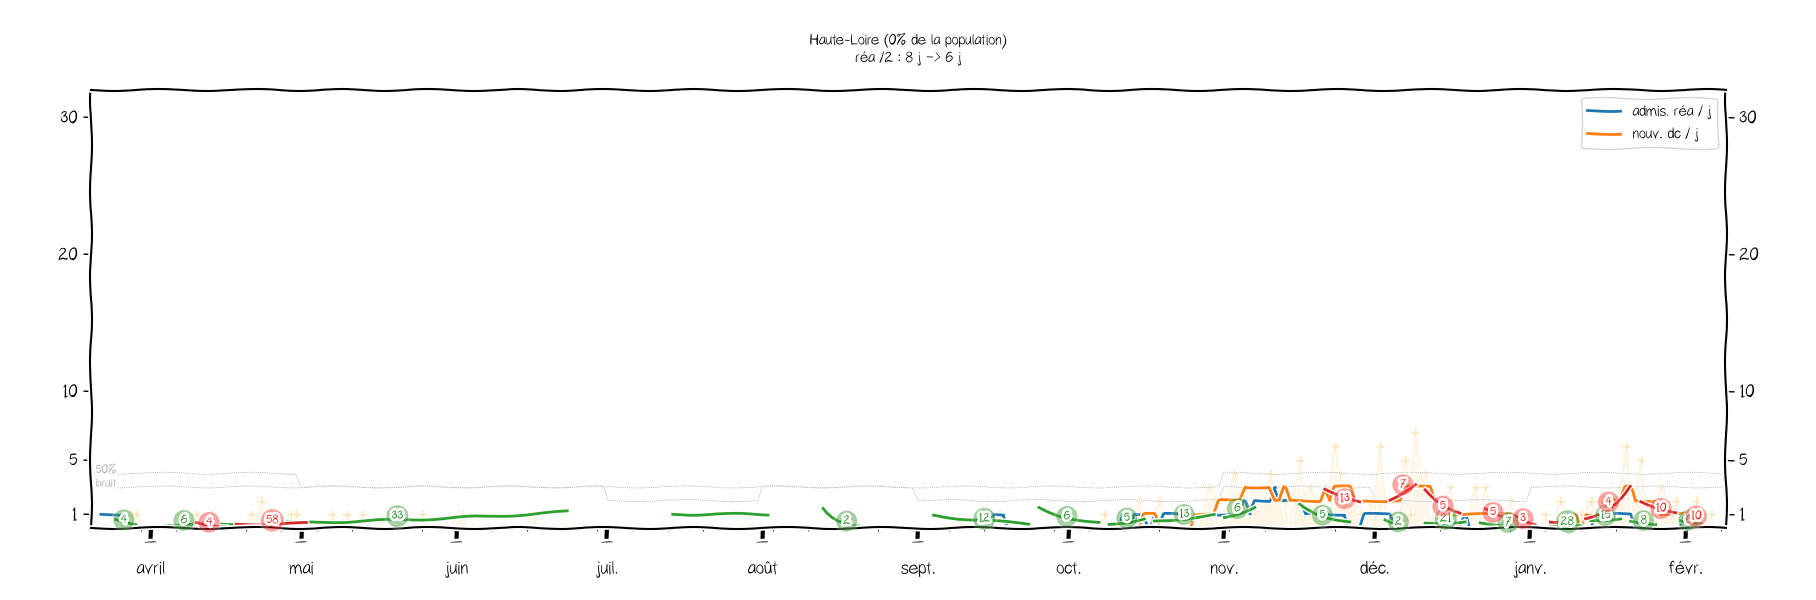 Haute-Loire (0% de la population)
réa /2 : 8 j -> 6 j
admis. réa / j
nouv. dc / j
30
30
20
20
10
10
5
5
50%
bruit
1
1
4
6
4
58
33
2
12
6
15
13
6
5
13
7
2
6
21
5
7
3
28
4
15
8
10
10
avril
mai
juin
juil.
août
sept.
oct.
nov.
déc.
janv.
févr.